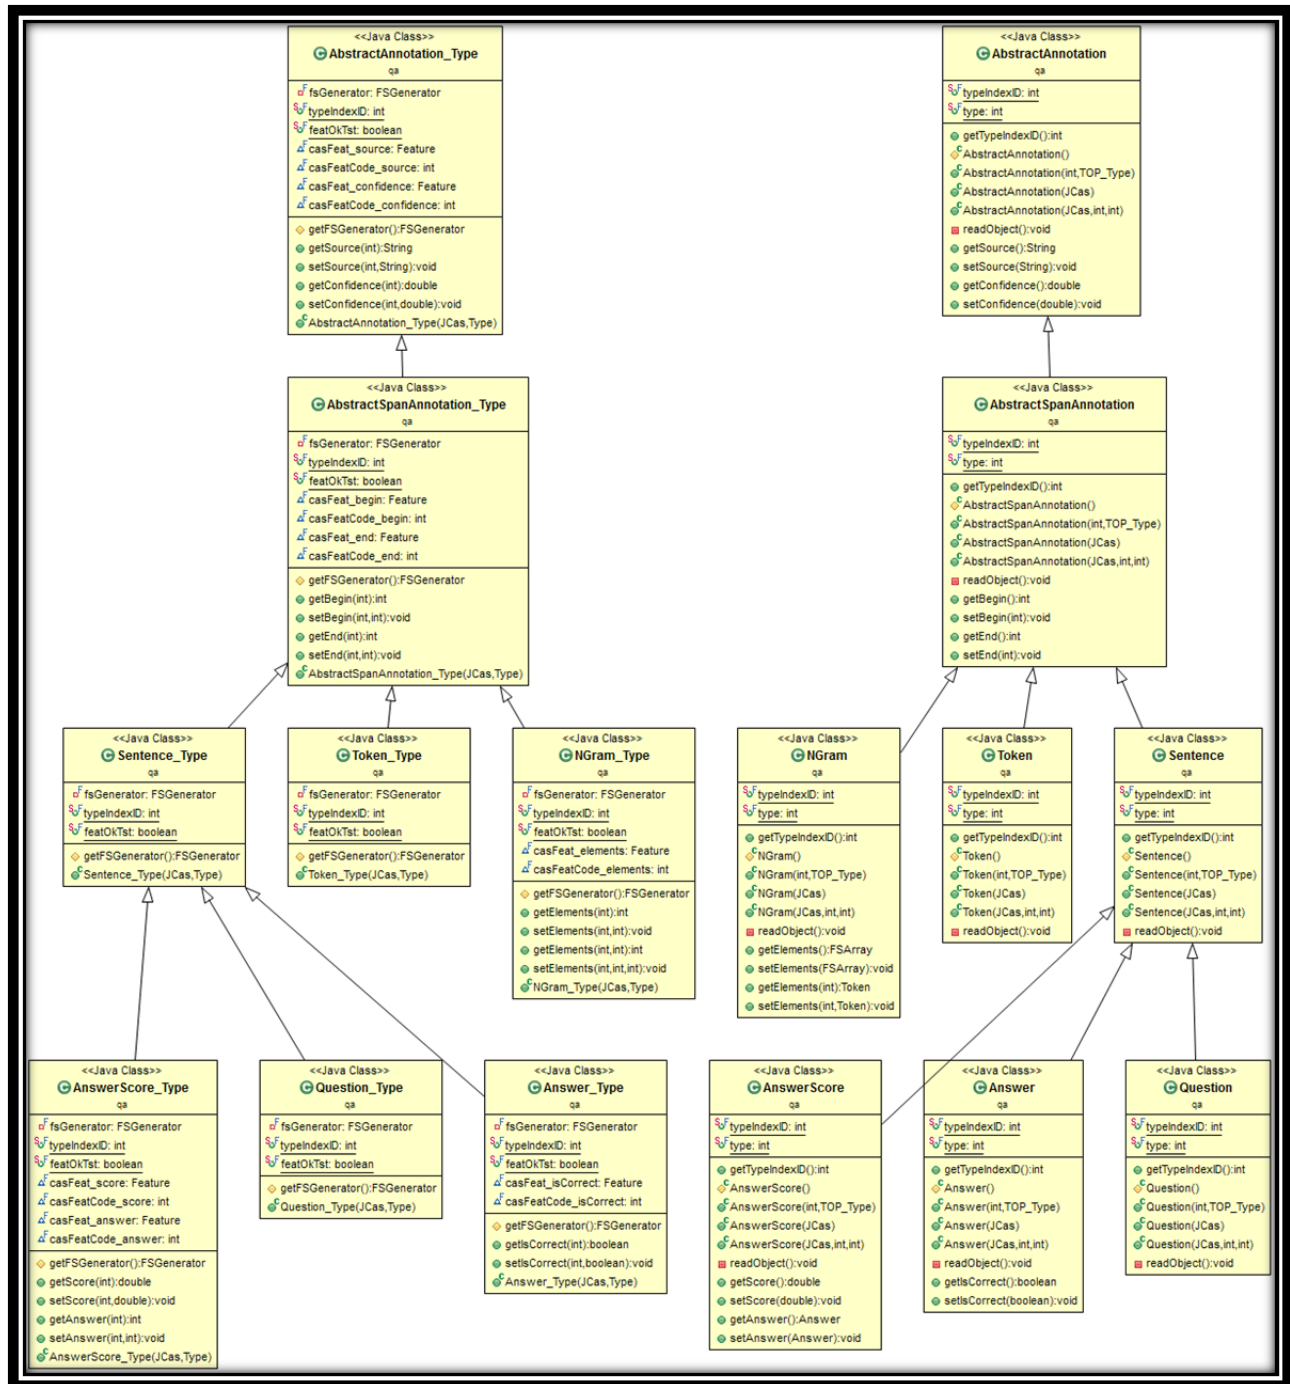 <<Java Class>>
AbstractAnnotation_Type
qa
fsGenerator: FSGenerator
typeIndexID: int
featOkTst: boolean
casFeat_source: Feature
casFeatCode_source: int
casFeat_confidence: Feature
casFeatCode_confidence: int
getFSGenerator():FSGenerator
getSource(int):String
setSource(int,String):void
getConfidence(int):double
setConfidence(int,double):void
AbstractAnnotation_Type(JCas,Type)
<<Java Class>>
AbstractAnnotation
qa
typeIndexID: int
type: int
getTypeIndexID():int
AbstractAnnotation()
AbstractAnnotation(int,TOP_Type)
AbstractAnnotation(JCas)
AbstractAnnotation(JCas,int,int)
readObject():void
getSource():String
setSource(String):void
getConfidence():double
setConfidence(double):void
<<Java Class>>
AbstractSpanAnnotation_Type
qa
fsGenerator: FSGenerator
typeIndexID: int
featOkTst: boolean
casFeat_begin: Feature
casFeatCode_begin: int
casFeat_end: Feature
casFeatCode_end: int
getFSGenerator():FSGenerator
getBegin(int):int
setBegin(int,int):void
getEnd(int):int
setEnd(int,int):void
AbstractSpanAnnotation_Type(JCas,Type)
<<Java Class>>
AbstractSpanAnnotation
qa
typeIndexID: int
type: int
getTypeIndexID():int
AbstractSpanAnnotation()
AbstractSpanAnnotation(int,TOP_Type)
AbstractSpanAnnotation(JCas)
AbstractSpanAnnotation(JCas,int,int)
readObject():void
getBegin():int
setBegin(int):void
getEnd():int
setEnd(int):void
<<Java Class>>
Sentence_Type
qa
fsGenerator: FSGenerator
typeIndexID: int
featOkTst: boolean
getFSGenerator():FSGenerator
Sentence_Type(JCas,Type)
<<Java Class>>
Token_Type
qa
fsGenerator: FSGenerator
typeIndexID: int
featOkTst: boolean
getFSGenerator():FSGenerator
Token_Type(JCas,Type)
<<Java Class>>
NGram_Type
qa
fsGenerator: FSGenerator
typeIndexID: int
featOkTst: boolean
casFeat_elements: Feature
casFeatCode_elements: int
getFSGenerator():FSGenerator
getElements(int):int
setElements(int,int):void
getElements(int,int):int
setElements(int,int,int):void
NGram_Type(JCas,Type)
<<Java Class>>
NGram
qa
typeIndexID: int
type: int
getTypeIndexID():int
NGram()
NGram(int,TOP_Type)
NGram(JCas)
NGram(JCas,int,int)
readObject():void
getElements():FSArray
setElements(FSArray):void
getElements(int):Token
setElements(int,Token):void
<<Java Class>>
Token
qa
typeIndexID: int
type: int
getTypeIndexID():int
Token()
Token(int,TOP_Type)
Token(JCas)
Token(JCas,int,int)
readObject():void
<<Java Class>>
Sentence
qa
typeIndexID: int
type: int
getTypeIndexID():int
Sentence()
Sentence(int,TOP_Type)
Sentence(JCas)
Sentence(JCas,int,int)
readObject():void
<<Java Class>>
AnswerScore_Type
qa
fsGenerator: FSGenerator
typeIndexID: int
featOkTst: boolean
casFeat_score: Feature
casFeatCode_score: int
casFeat_answer: Feature
casFeatCode_answer: int
getFSGenerator():FSGenerator
getScore(int):double
setScore(int,double):void
getAnswer(int):int
setAnswer(int,int):void
AnswerScore_Type(JCas,Type)
<<Java Class>>
Question_Type
qa
fsGenerator: FSGenerator
typeIndexID: int
featOkTst: boolean
getFSGenerator():FSGenerator
Question_Type(JCas,Type)
<<Java Class>>
Answer_Type
qa
fsGenerator: FSGenerator
typeIndexID: int
featOkTst: boolean
casFeat_isCorrect: Feature
casFeatCode_isCorrect: int
getFSGenerator():FSGenerator
getIsCorrect(int):boolean
setIsCorrect(int,boolean):void
Answer_Type(JCas,Type)
<<Java Class>>
AnswerScore
qa
typeIndexID: int
type: int
getTypeIndexID():int
AnswerScore()
AnswerScore(int,TOP_Type)
AnswerScore(JCas)
AnswerScore(JCas,int,int)
readObject():void
getScore():double
setScore(double):void
getAnswer():Answer
setAnswer(Answer):void
<<Java Class>>
Answer
qa
typeIndexID: int
type: int
getTypeIndexID():int
Answer()
Answer(int,TOP_Type)
Answer(JCas)
Answer(JCas,int,int)
readObject():void
getIsCorrect():boolean
setIsCorrect(boolean):void
<<Java Class>>
Question
qa
typeIndexID: int
type: int
getTypeIndexID():int
Question()
Question(int,TOP_Type)
Question(JCas)
Question(JCas,int,int)
readObject():void